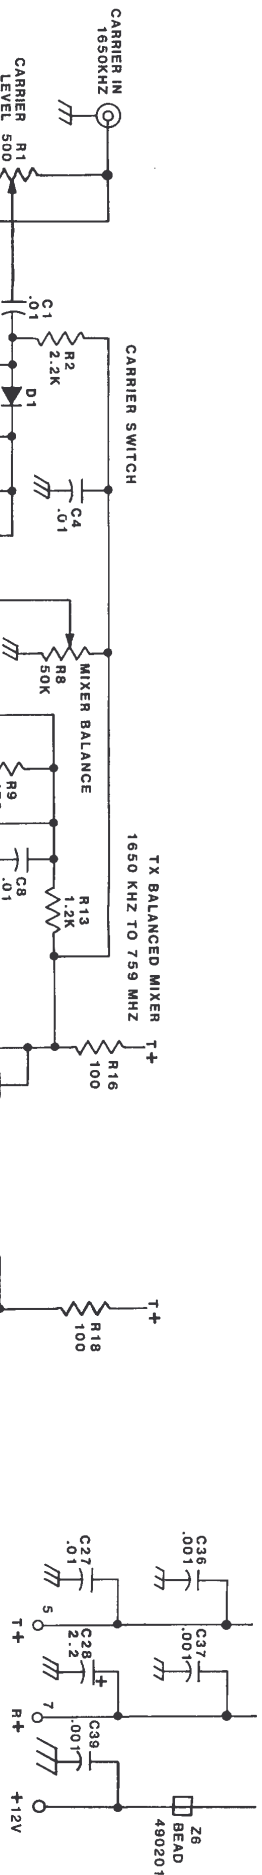 CARRIER IN
1650KHZ
R1
500
CARRIER
LEVEL
C1
.01
R2
2.2K
D1
CARRIER SWITCH
C4
.01
R8
50K
MIXER BALANCE
R9
C8
.01
R13
1.2K
TX BALANCED MIXER
1650 KHZ TO 759 MHZ
T+
R16
100
T+
R18
100
C36
.001
C27
.01
5
T+
C37
.001
C28
2.2
+
7
R+
C39
.001
+12V
Z6
BEAD
490201